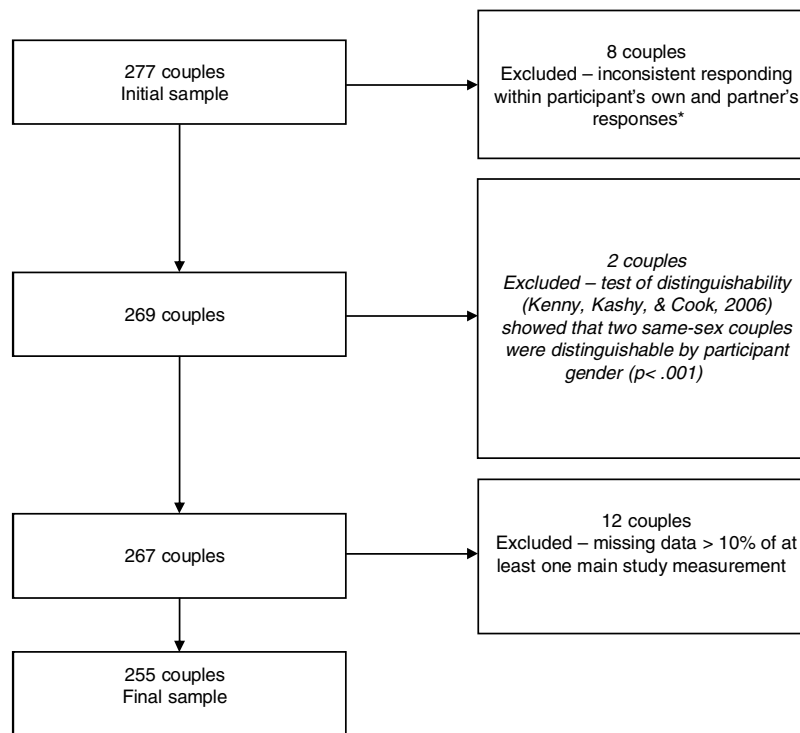 277 couples
Initial sample
8 couples
Excluded – inconsistent responding
within participant's own and partner's
responses*
269 couples
2 couples
Excluded – test of distinguishability
(Kenny, Kashy, & Cook, 2006)
showed that two same-sex couples
were distinguishable by participant
gender (p< .001)
267 couples
12 couples
Excluded – missing data > 10% of at
least one main study measurement
255 couples
Final sample